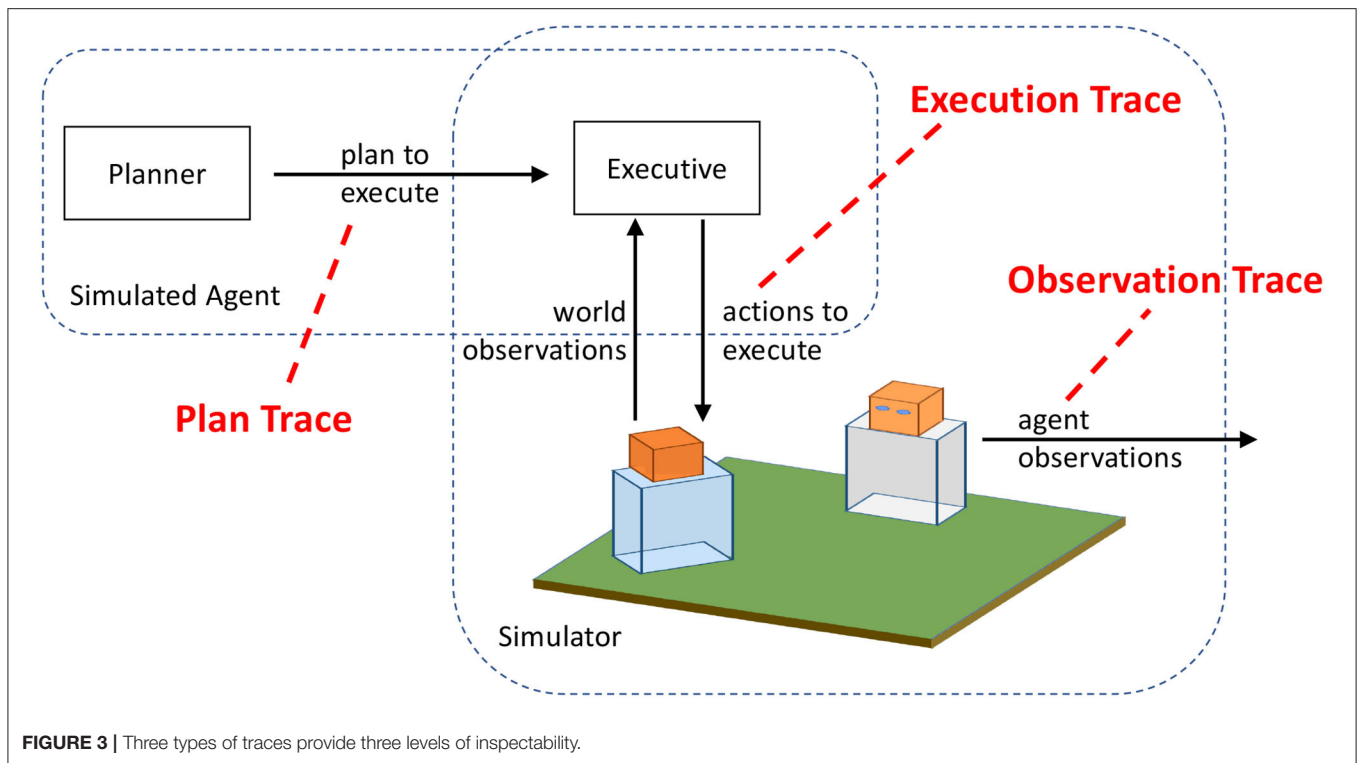 Execution Trace
Planner
plan to
execute
Executive
Simulated Agent
Observation Trace
world
observations
actions to
execute
Plan Trace
agent
observations
Simulator
FIGURE 3 | Three types of traces provide three levels of inspectability.